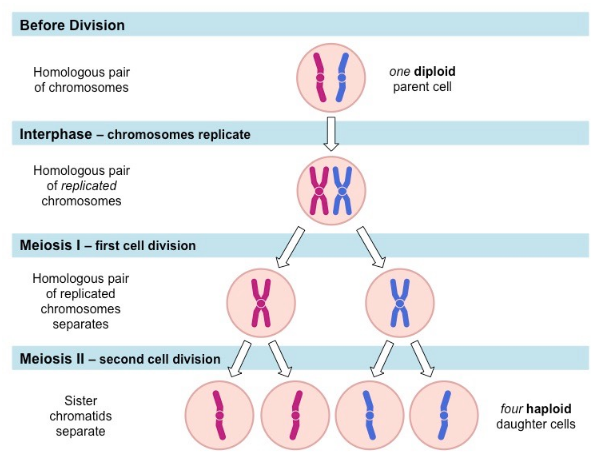 Before Division
Homologous pair
of chromosomes
one diploid
parent cell
Interphase – chromosomes replicate
Homologous pair
of replicated
chromosomes
Meiosis I – first cell division
Homologous pair
of replicated
chromosomes
separates
Meiosis II – second cell division
Sister
chromatids
separate
four haploid
daughter cells